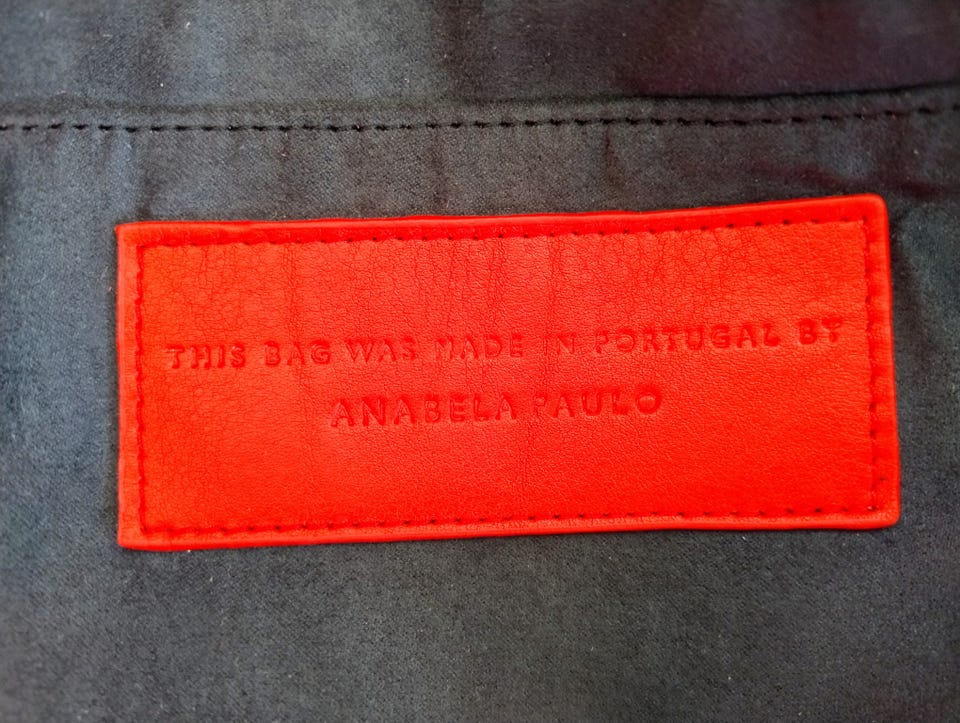 THIS BAG WAS MADE IN PORTUGAL BY
ANABELA PAULO